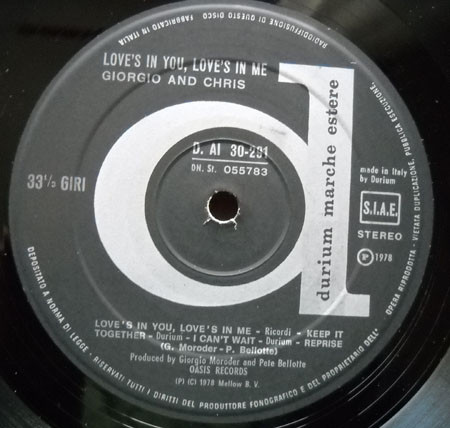 RADIODIFFUSIONE DI QUESTO DISCO - FABBRICATO IN ITALIA
LOVE'S IN YOU, LOVE'S IN ME
GIORGIO AND CHRIS
D. AI 30-291
DN. St. 055783
33 1/3 GIRI
durium marche estere
made in Italy
by Durium
S.I.A.E.
STEREO
P 1978
LOVE'S IN YOU, LOVE'S IN ME - Ricordi - KEEP IT
TOGETHER - Durium - I CAN'T WAIT - Durium - REPRISE
(G. Moroder - P. Bellotte)
Produced by Giorgio Moroder and Pete Bellotte
OASIS RECORDS
(P) (C) 1978 Mellow B. V.
DEPOSITATO A NORMA DI LEGGE - RISERVATI TUTTI I DIRITTI DEL PRODUTTORE FONOGRAFICO E DEL PROPRIETARIO DELL'OPERA RIPRODOTTA - VIETATA DUPLICAZIONE, PUBBLICA ESECUZIONE,